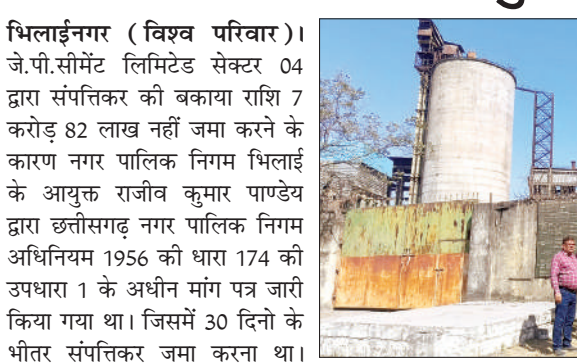 भिलाईनगर (विश्व परिवार)।
जे.पी.सीमेंट लिमिटेड सेक्टर 04
द्वारा संपत्तिकर की बकाया राशि 7
करोड़ 82 लाख नहीं जमा करने के
कारण नगर पालिक निगम भिलाई
के आयुक्त राजीव कुमार पाण्डेय
द्वारा छत्तीसगढ़ नगर पालिक निगम
अधिनियम 1956 की धारा 174 की
उपधारा 1 के अधीन मांग पत्र जारी
किया गया था। जिसमें 30 दिनो के
भीतर संपत्तिकर जमा करना था।